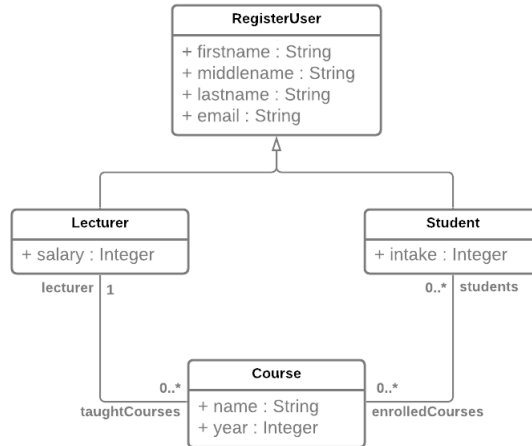 RegisterUser
+ firstname : String
+ middlename : String
+ lastname : String
+ email : String
Lecturer
+ salary : Integer
Student
+ intake : Integer
lecturer 1
0..* students
0..*
taughtCourses
Course
+ name : String
+ year : Integer
0..*
enrolledCourses